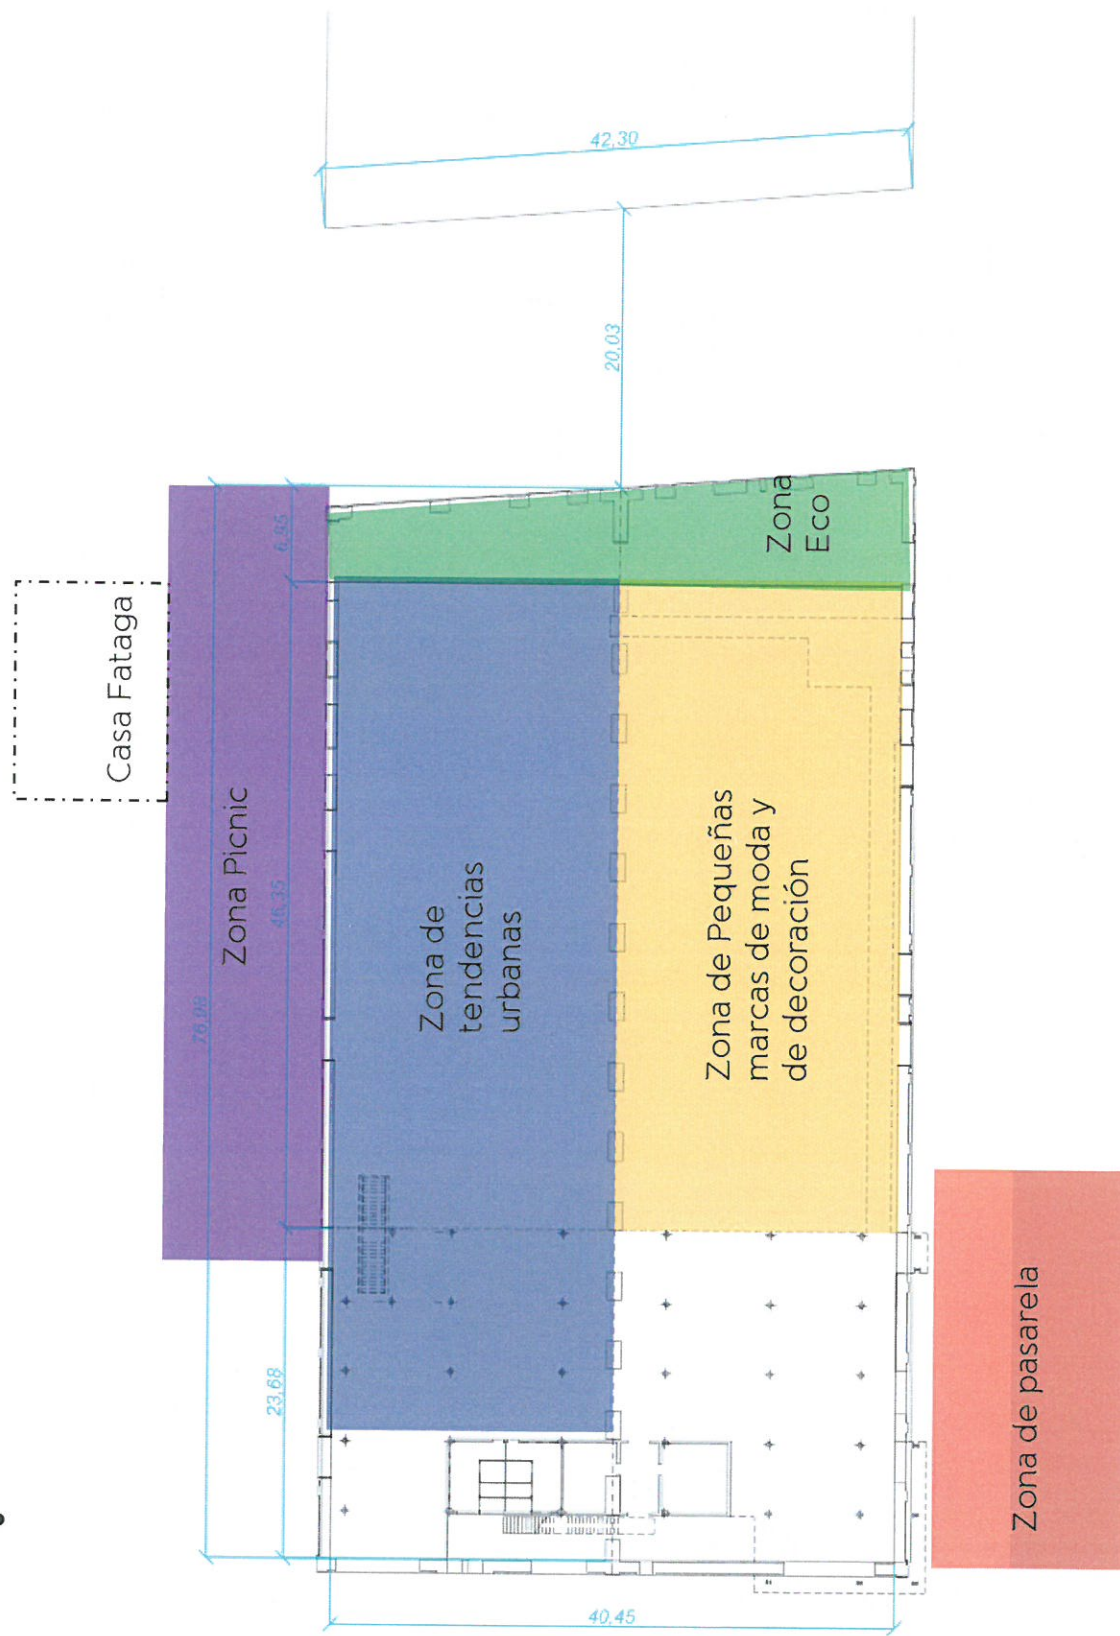 Casa Fataga
76,98
Zona Picnic
23,68
46,35
6,95
Zona de
tendencias
urbanas
40,45
20,03
42,30
Zona de Pequeñas
marcas de moda y
de decoración
Zona
Eco
Zona de pasarela